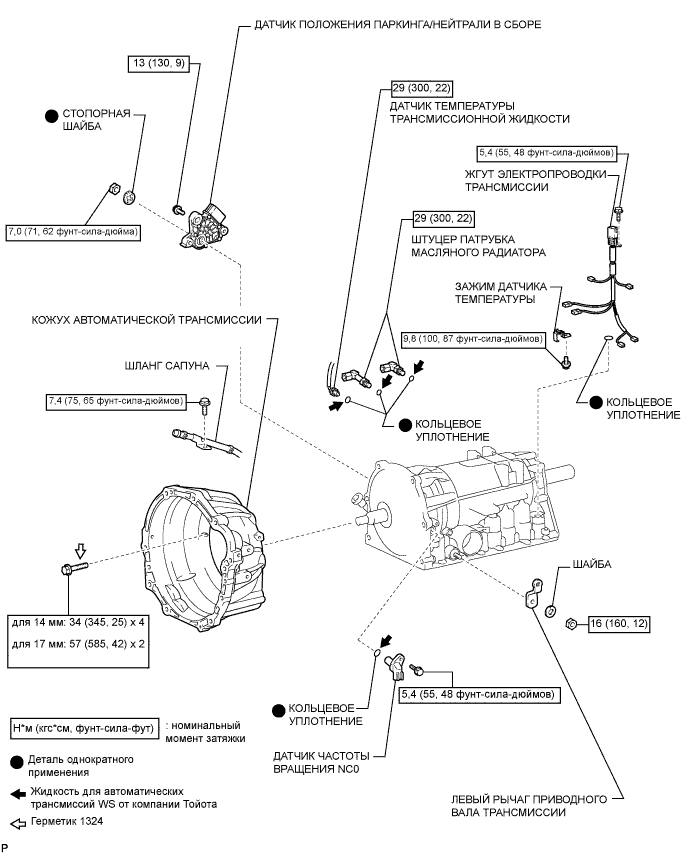 ДАТЧИК ПОЛОЖЕНИЯ ПАРКИНГА/НЕЙТРАЛИ В СБОРЕ
13 (130, 9)
29 (300, 22)
ДАТЧИК ТЕМПЕРАТУРЫ
ТРАНСМИССИОННОЙ ЖИДКОСТИ
СТОПОРНАЯ
ШАЙБА
5,4 (55, 48 фунт-сила-дюймов)
ЖГУТ ЭЛЕКТРОПРОВОДКИ
ТРАНСМИССИИ
7,0 (71, 62 фунт-сила-дюйма)
29 (300, 22)
ШТУЦЕР ПАТРУБКА
МАСЛЯНОГО РАДИАТОРА
ЗАЖИМ ДАТЧИКА
ТЕМПЕРАТУРЫ
КОЖУХ АВТОМАТИЧЕСКОЙ ТРАНСМИССИИ
9,8 (100, 87 фунт-сила-дюймов)
ШЛАНГ САПУНА
7,4 (75, 65 фунт-сила-дюймов)
КОЛЬЦЕВОЕ
УПЛОТНЕНИЕ
КОЛЬЦЕВОЕ
УПЛОТНЕНИЕ
ШАЙБА
для 14 мм: 34 (345, 25) x 4
для 17 мм: 57 (585, 42) x 2
16 (160, 12)
5,4 (55, 48 фунт-сила-дюймов)
КОЛЬЦЕВОЕ
УПЛОТНЕНИЕ
Н*м (кгс*см, фунт-сила-фут)
: номинальный
момент затяжки
ДАТЧИК ЧАСТОТЫ
ВРАЩЕНИЯ NC0
Деталь однократного
применения
Жидкость для автоматических
трансмиссий WS от компании Тойота
ЛЕВЫЙ РЫЧАГ ПРИВОДНОГО
ВАЛА ТРАНСМИССИИ
Герметик 1324
P